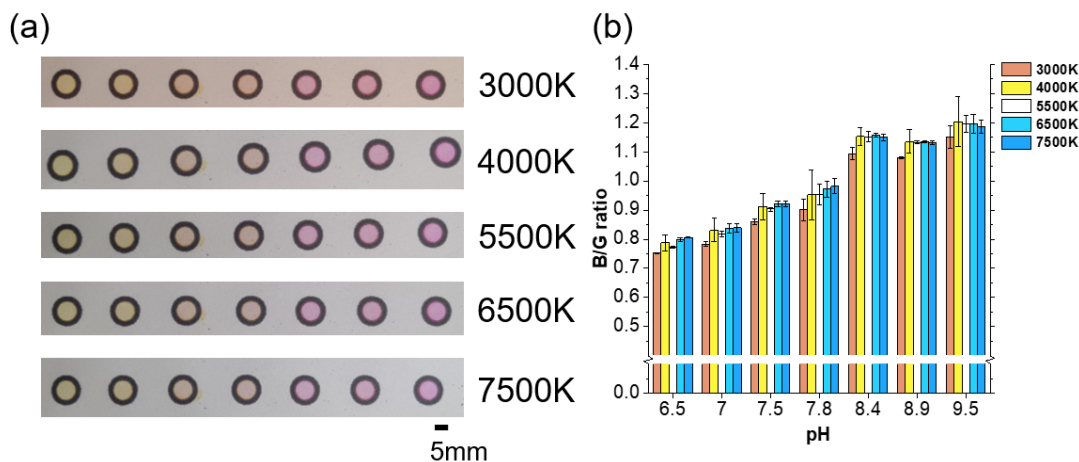 (a)
3000K
4000K
5500K
6500K
7500K
5mm
(b)
1.4
1.3
1.2
1.1
1.0
0.9
0.8
0.7
0.6
0.5
0.0
B/G ratio
6.5 7 7.5 7.8 8.4 8.9 9.5
pH
3000K
4000K
5500K
6500K
7500K